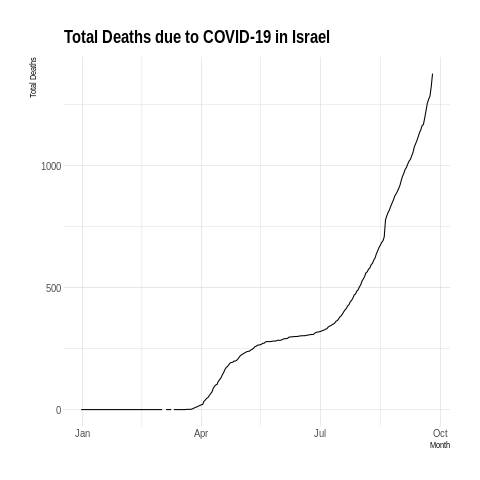 Total Deaths due to COVID-19 in Israel
Total Deaths
1000
500
0
Jan
Apr
Jul
Oct
Month